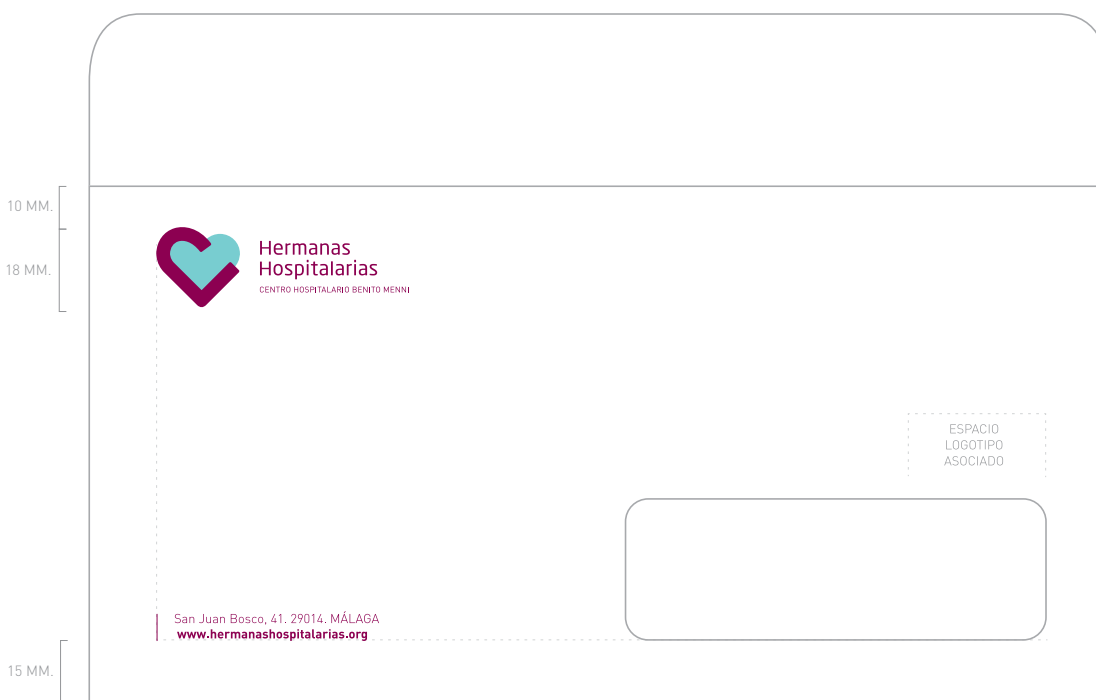 10 MM.
18 MM.
Hermanas
Hospitalarias
CENTRO HOSPITALARIO BENITO MENNI
ESPACIO
LOGOTIPO
ASOCIADO
San Juan Bosco, 41. 29014. MÁLAGA
www.hermanashospitalarias.org
15 MM.